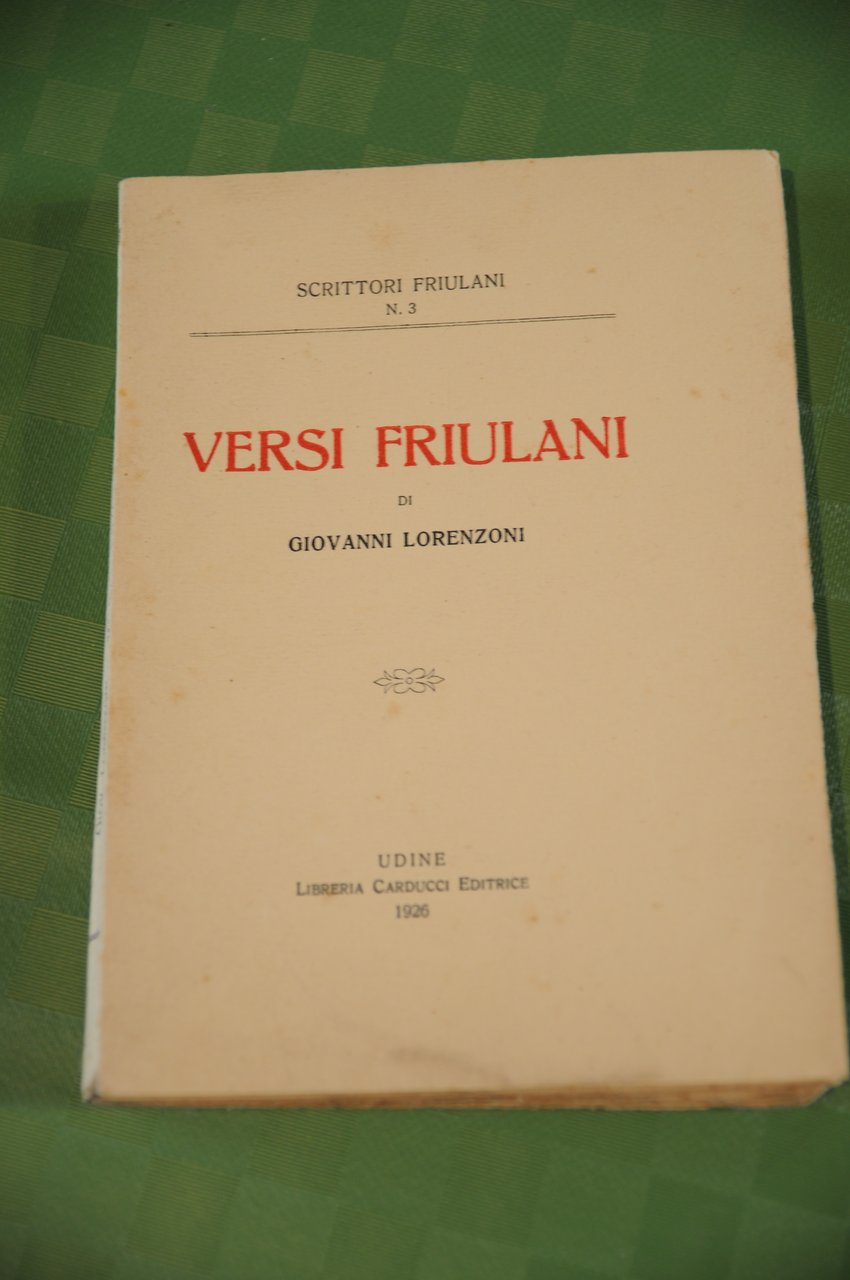 SCRITTORI FRIULANI
N. 3
VERSI FRIULANI
DI
GIOVANNI LORENZONI
UDINE
LIBRERIA CARDUCCI EDITRICE
1926